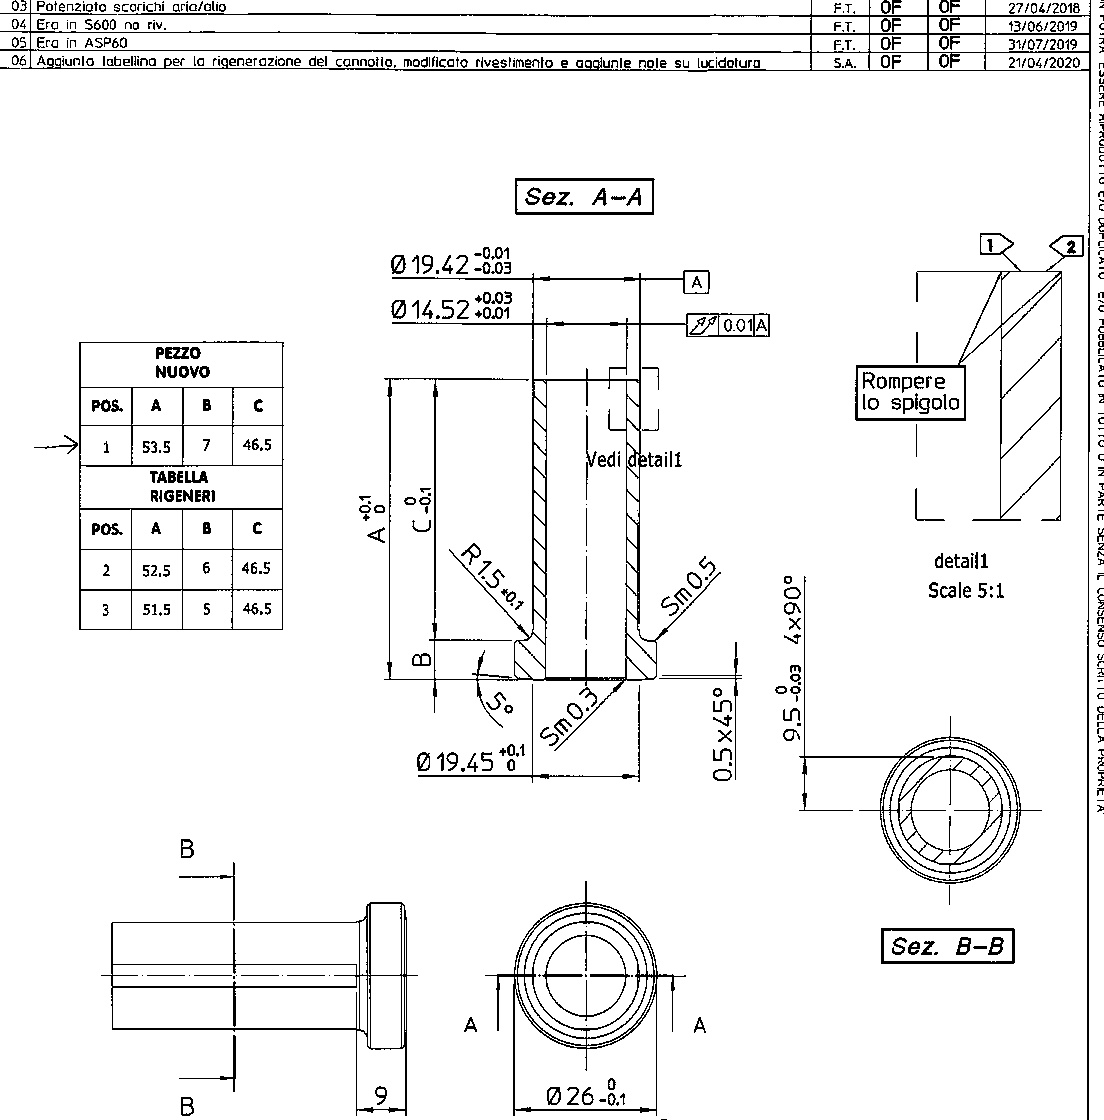 03 Potenziato scarichi aria/olio F.T. OF OF 27/04/2018
04 Era in S600 no riv. F.T. OF OF 13/06/2019
05 Era in ASP60 F.T. OF OF 31/07/2019
06 Aggiunta tabellina per la rigenerazione del cannotto, modificato rivestimento e aggiunte note su lucidatura S.A. OF OF 21/04/2020
Sez. A-A
Ø19.42 -0.01 -0.03
A
Ø14.52 +0.03 +0.01
0.01 A
1
2
Rompere
lo spigolo
Vedi detail1
detail1
Scale 5:1
PEZZO
NUOVO
POS. A B C
1 53.5 7 46.5
TABELLA
RIGENERI
POS. A B C
2 52.5 6 46.5
3 51.5 5 46.5
A +0.1 0
C 0 -0.1
R1.5 ±0.1
Sm0.5
B
5°
Sm0.3
0.5x45°
Ø19.45 +0.1 0
9.5 0 -0.03 4x90°
Sez. B-B
B
B
9
A
A
Ø26 0 -0.1
ESSERE RIPRODOTTO E/O DUPLICATO E/O PUBBLICATO IN TUTTO O IN PARTE SENZA IL CONSENSO SCRITTO DELLA PROPRIETA'